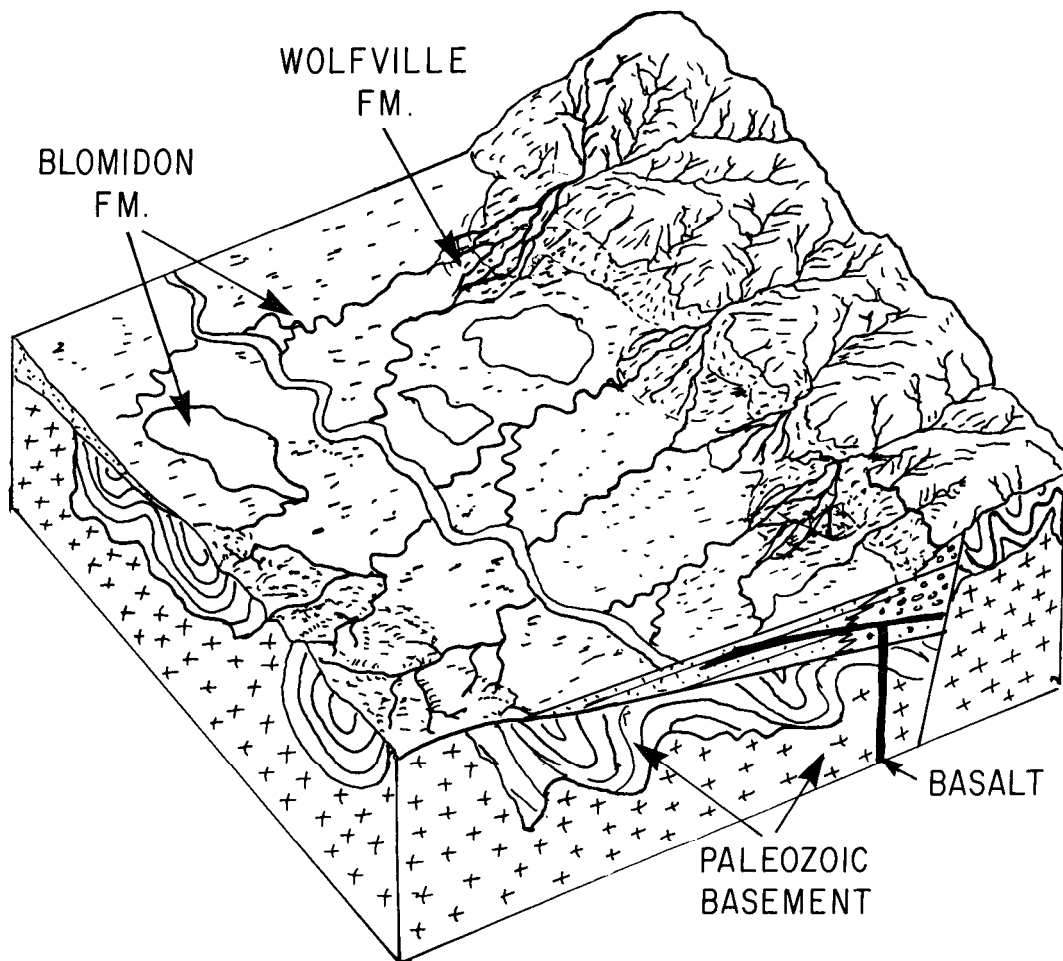 WOLFVILLE
FM.
BLOMIDON
FM.
BASALT
PALEOZOIC
BASEMENT